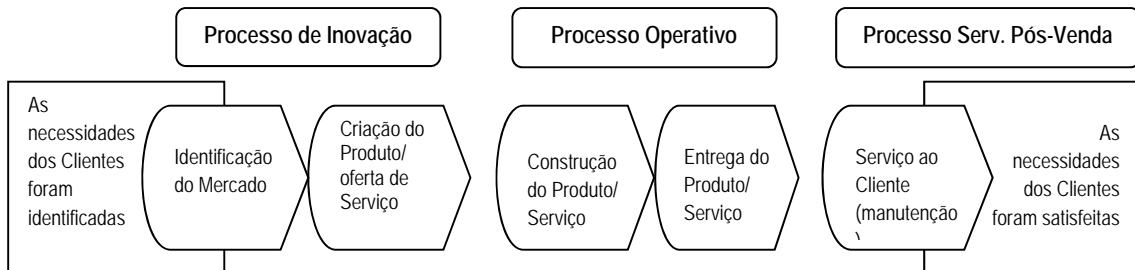 Processo de Inovação
Processo Operativo
Processo Serv. Pós-Venda
As
necessidades
dos Clientes
foram
identificadas
Identificação
do Mercado
Criação do
Produto/
oferta de
Serviço
Construção
do Produto/
Serviço
Entrega do
Produto/
Serviço
Serviço ao
Cliente
(manutenção
)
As
necessidades
dos Clientes
foram satisfeitas